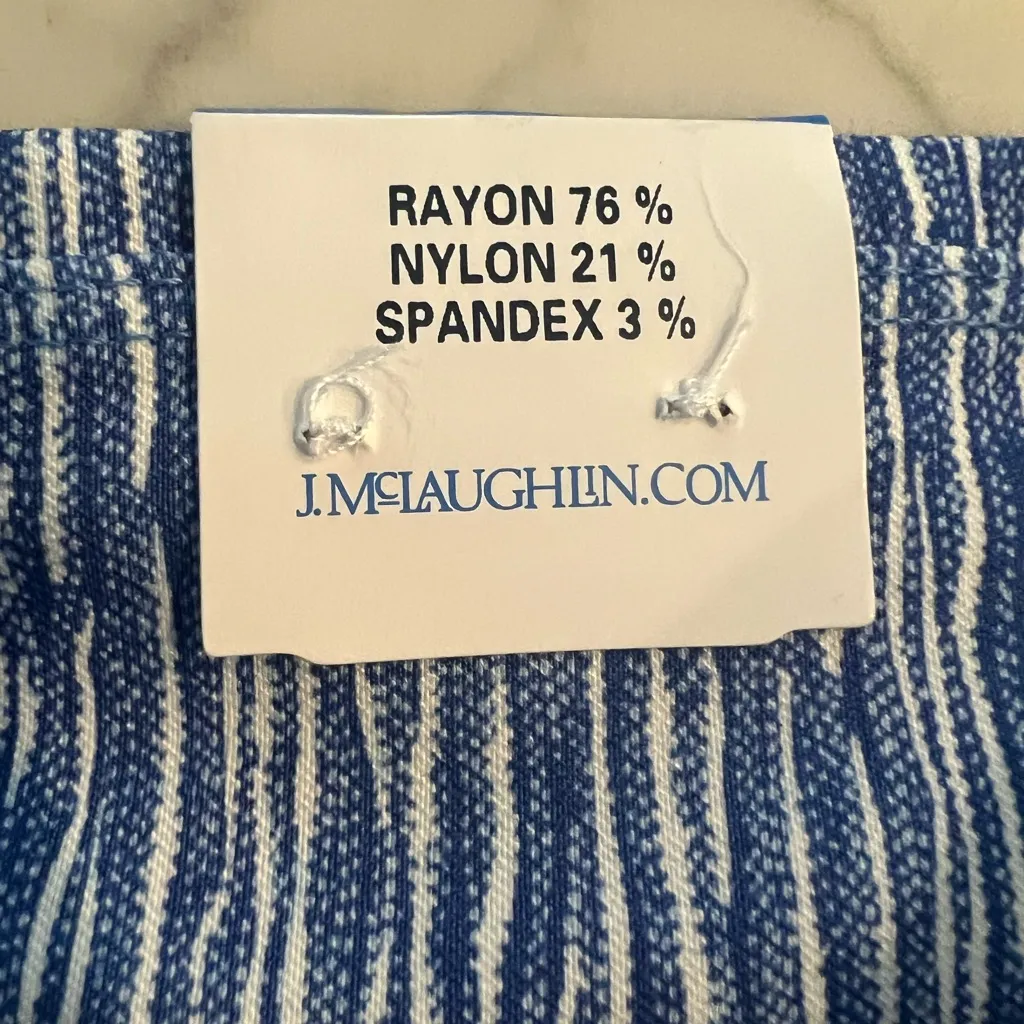 RAYON 76 %
NYLON 21 %
SPANDEX 3 %
J.McLAUGHLIN.COM